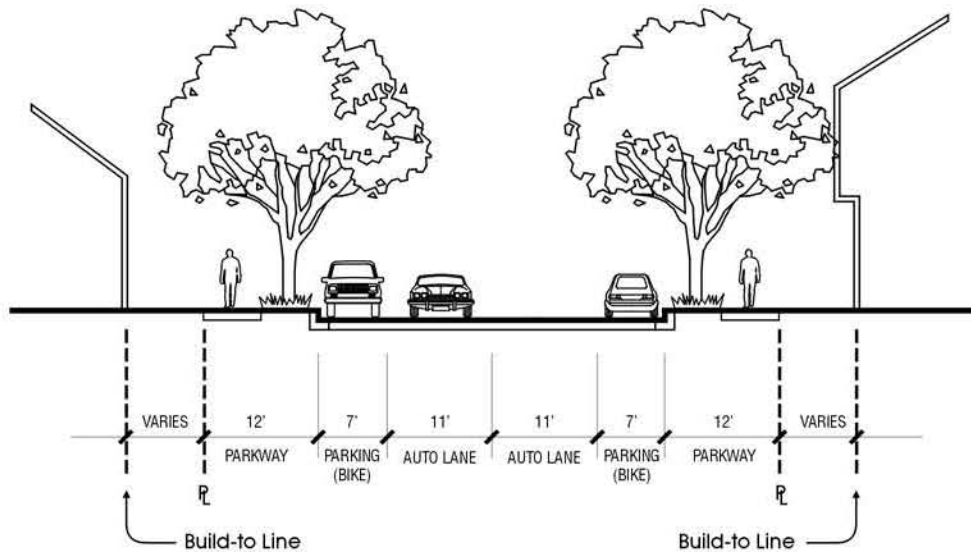 VARIES 12' 7' 11' 11' 7' 12' VARIES
PARKWAY PARKING AUTO LANE AUTO LANE PARKING PARKWAY
(BIKE) (BIKE)
PL PL
Build-to Line Build-to Line